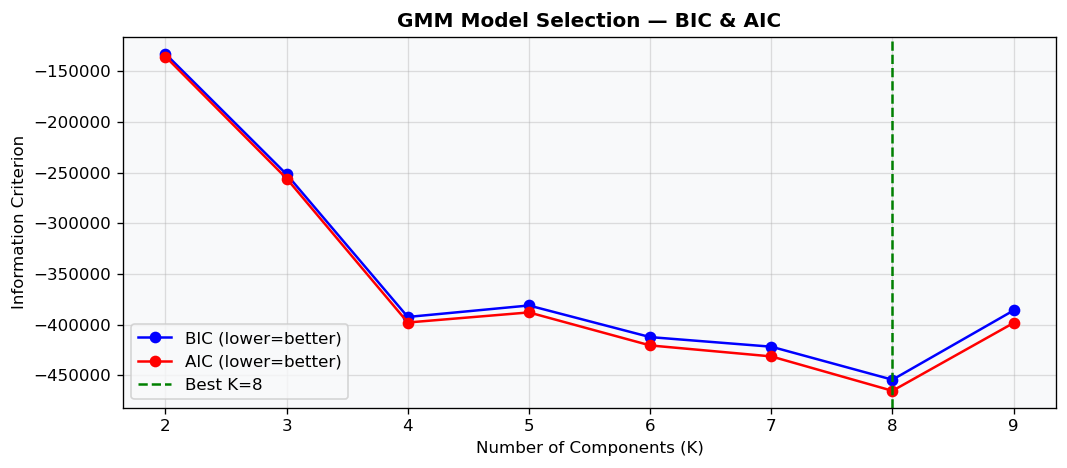 GMM Model Selection — BIC & AIC
Information Criterion
−150000
−200000
−250000
−300000
−350000
−400000
−450000
BIC (lower=better)
AIC (lower=better)
Best K=8
2 3 4 5 6 7 8 9
Number of Components (K)